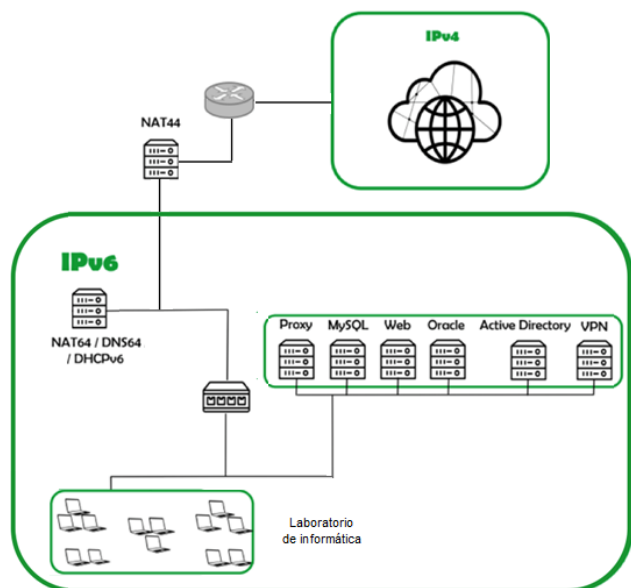 IPv4
NAT44
IPv6
NAT64 / DNS64
/ DHCPv6
Proxy MySQL Web Oracle Active Directory VPN
Laboratorio
de informática